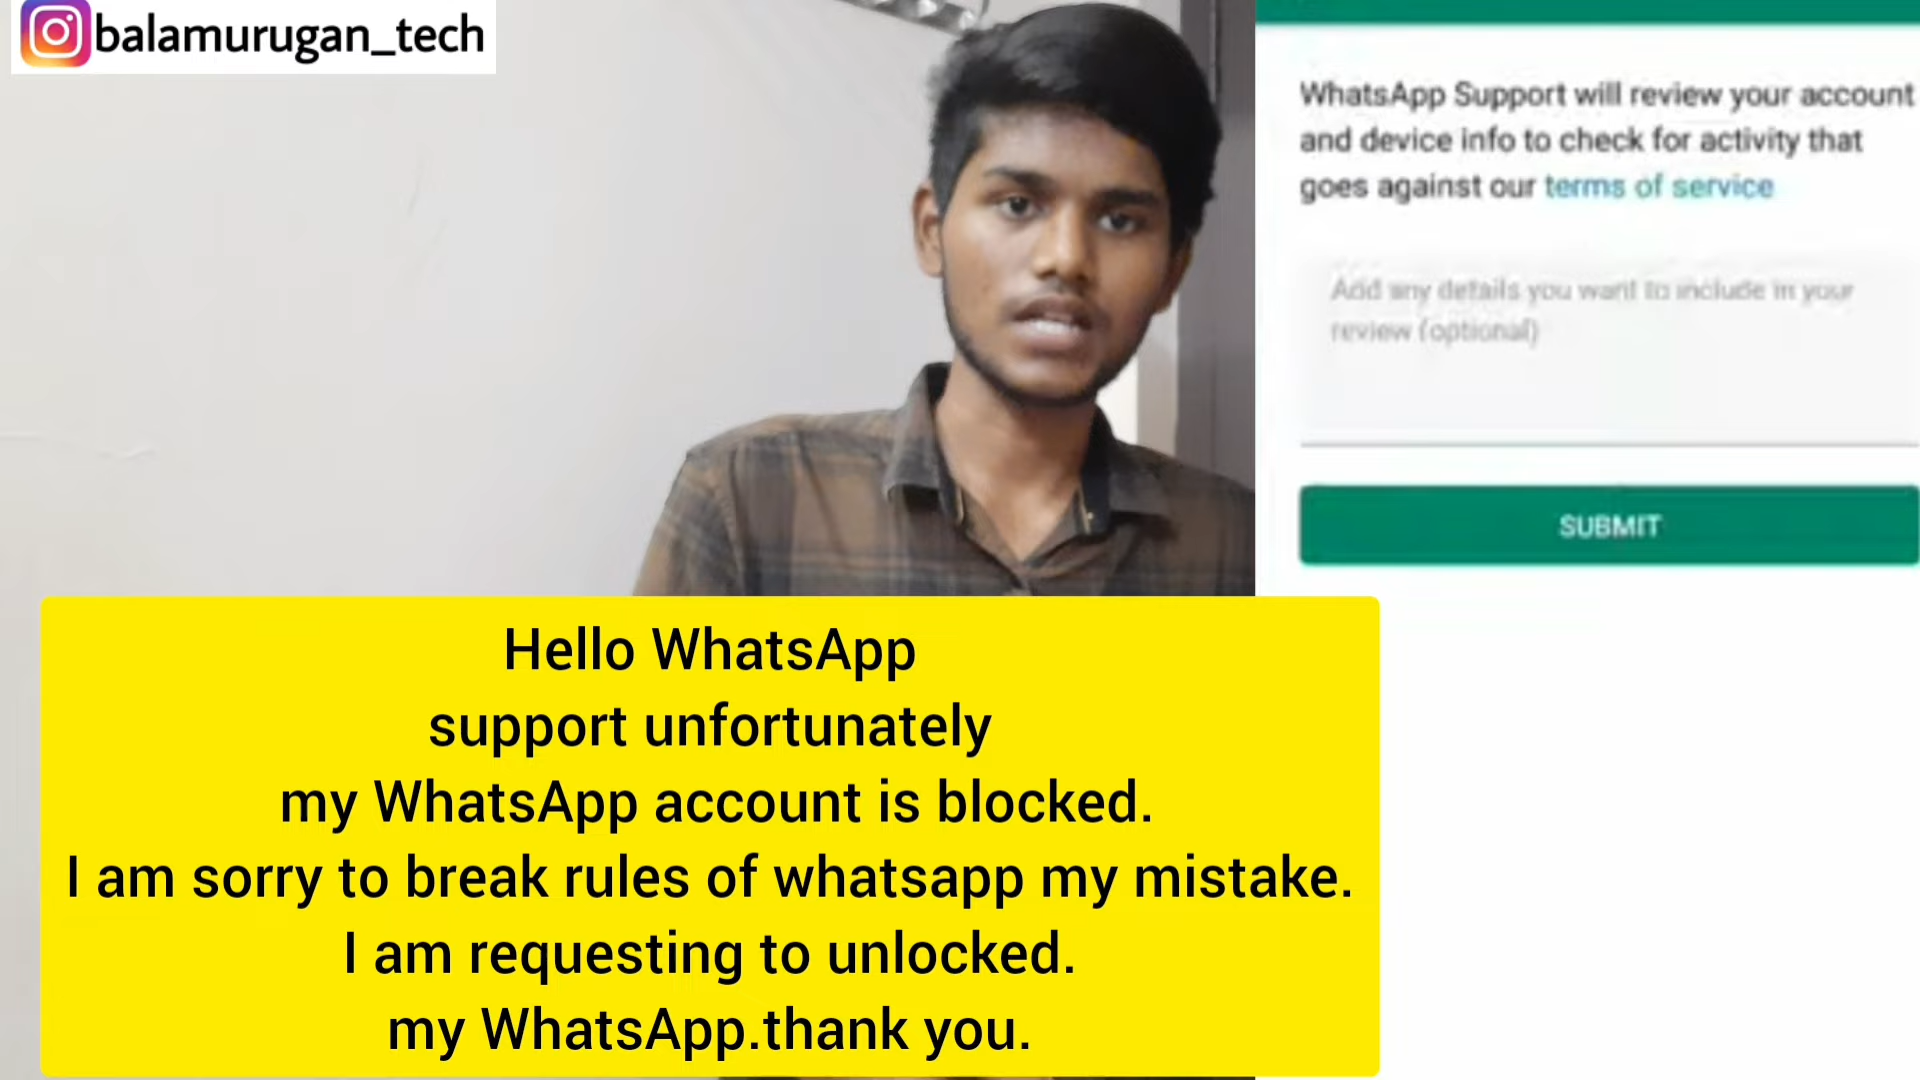 balamurugan_tech
WhatsApp Support will review your account
and device info to check for activity that
goes against our terms of service
Add any details you want to include in your
review (optional)
SUBMIT
Hello WhatsApp
support unfortunately
my WhatsApp account is blocked.
I am sorry to break rules of whatsapp my mistake.
I am requesting to unlocked.
my WhatsApp.thank you.